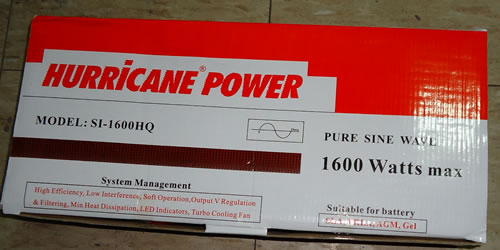 HURRiCANE® POWER
MODEL: SI-1600HQ
PURE SINE WAVE
1600 Watts max
System Management
High Efficiency, Low Interference, Soft Operation,Output V Regulation
& Filtering, Min Heat Dissipation, LED Indicators, Turbo Cooling Fan
Suitable for battery
AGM, Gel